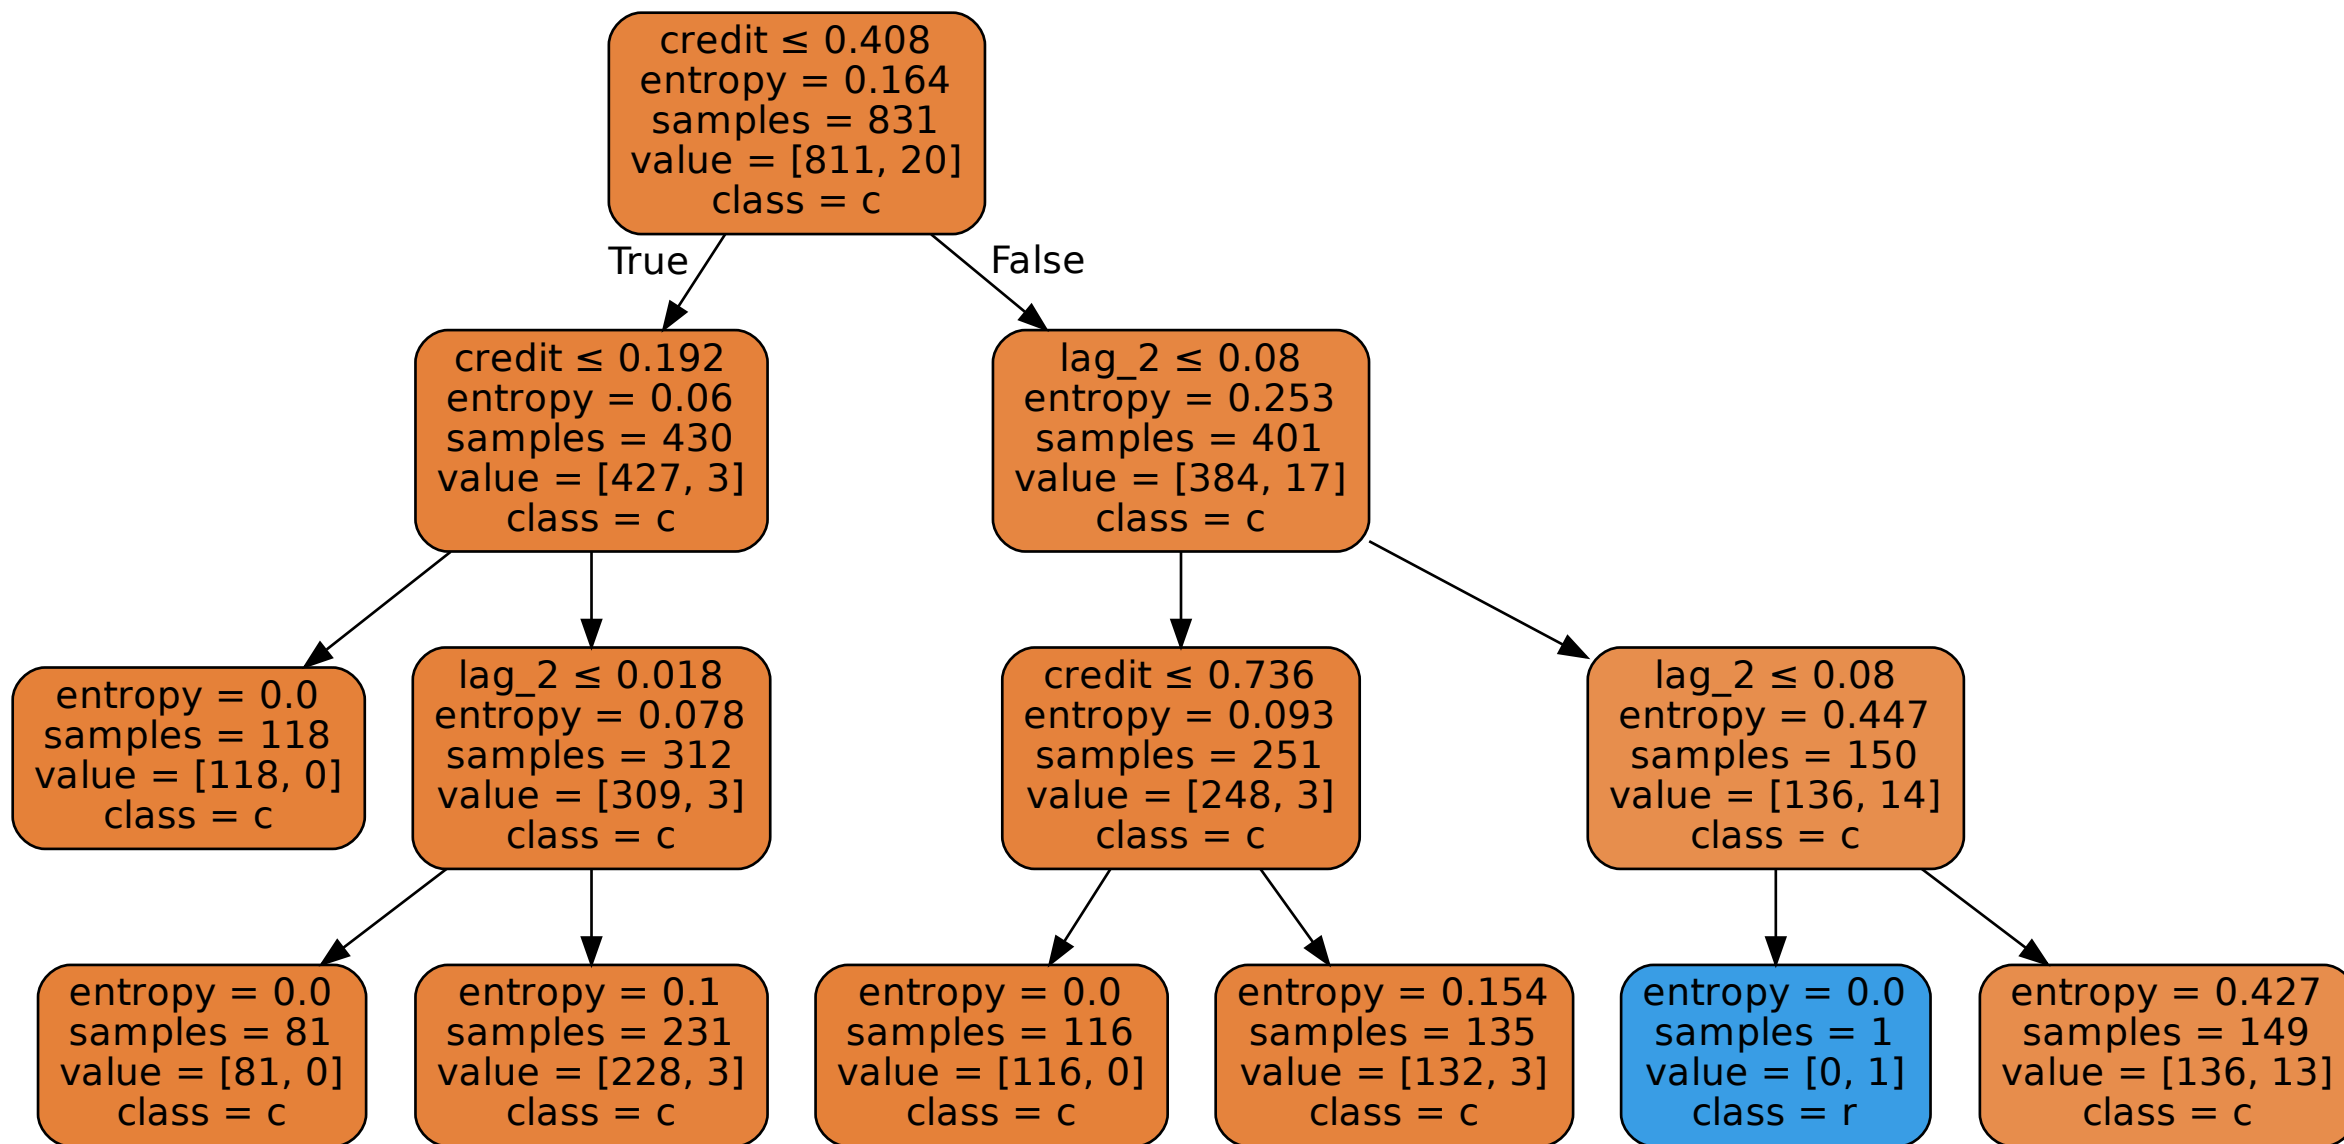 credit ≤ 0.408
entropy = 0.164
samples = 831
value = [811, 20]
class = c
True
False
credit ≤ 0.192
entropy = 0.06
samples = 430
value = [427, 3]
class = c
lag_2 ≤ 0.08
entropy = 0.253
samples = 401
value = [384, 17]
class = c
entropy = 0.0
samples = 118
value = [118, 0]
class = c
lag_2 ≤ 0.018
entropy = 0.078
samples = 312
value = [309, 3]
class = c
credit ≤ 0.736
entropy = 0.093
samples = 251
value = [248, 3]
class = c
lag_2 ≤ 0.08
entropy = 0.447
samples = 150
value = [136, 14]
class = c
entropy = 0.0
samples = 81
value = [81, 0]
class = c
entropy = 0.1
samples = 231
value = [228, 3]
class = c
entropy = 0.0
samples = 116
value = [116, 0]
class = c
entropy = 0.154
samples = 135
value = [132, 3]
class = c
entropy = 0.0
samples = 1
value = [0, 1]
class = r
entropy = 0.427
samples = 149
value = [136, 13]
class = c